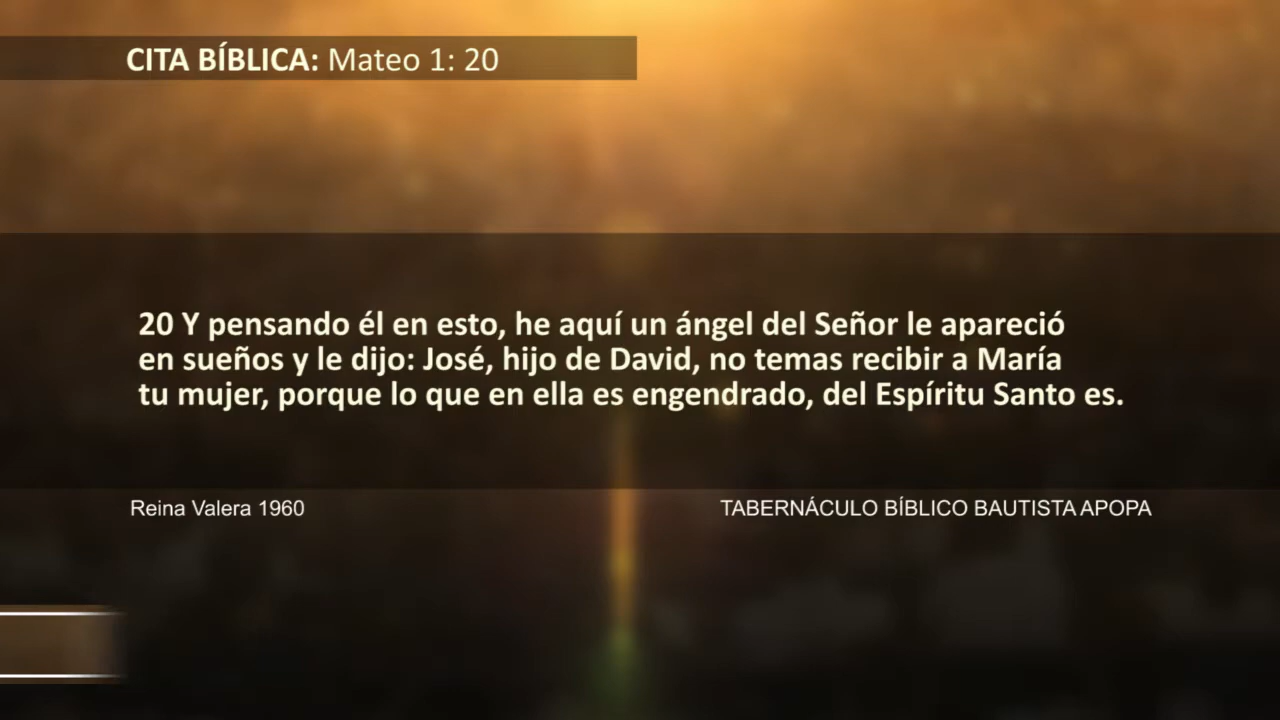 CITA BÍBLICA: Mateo 1: 20
20 Y pensando él en esto, he aquí un ángel del Señor le apareció
en sueños y le dijo: José, hijo de David, no temas recibir a María
tu mujer, porque lo que en ella es engendrado, del Espíritu Santo es.
Reina Valera 1960
TABERNÁCULO BÍBLICO BAUTISTA APOPA